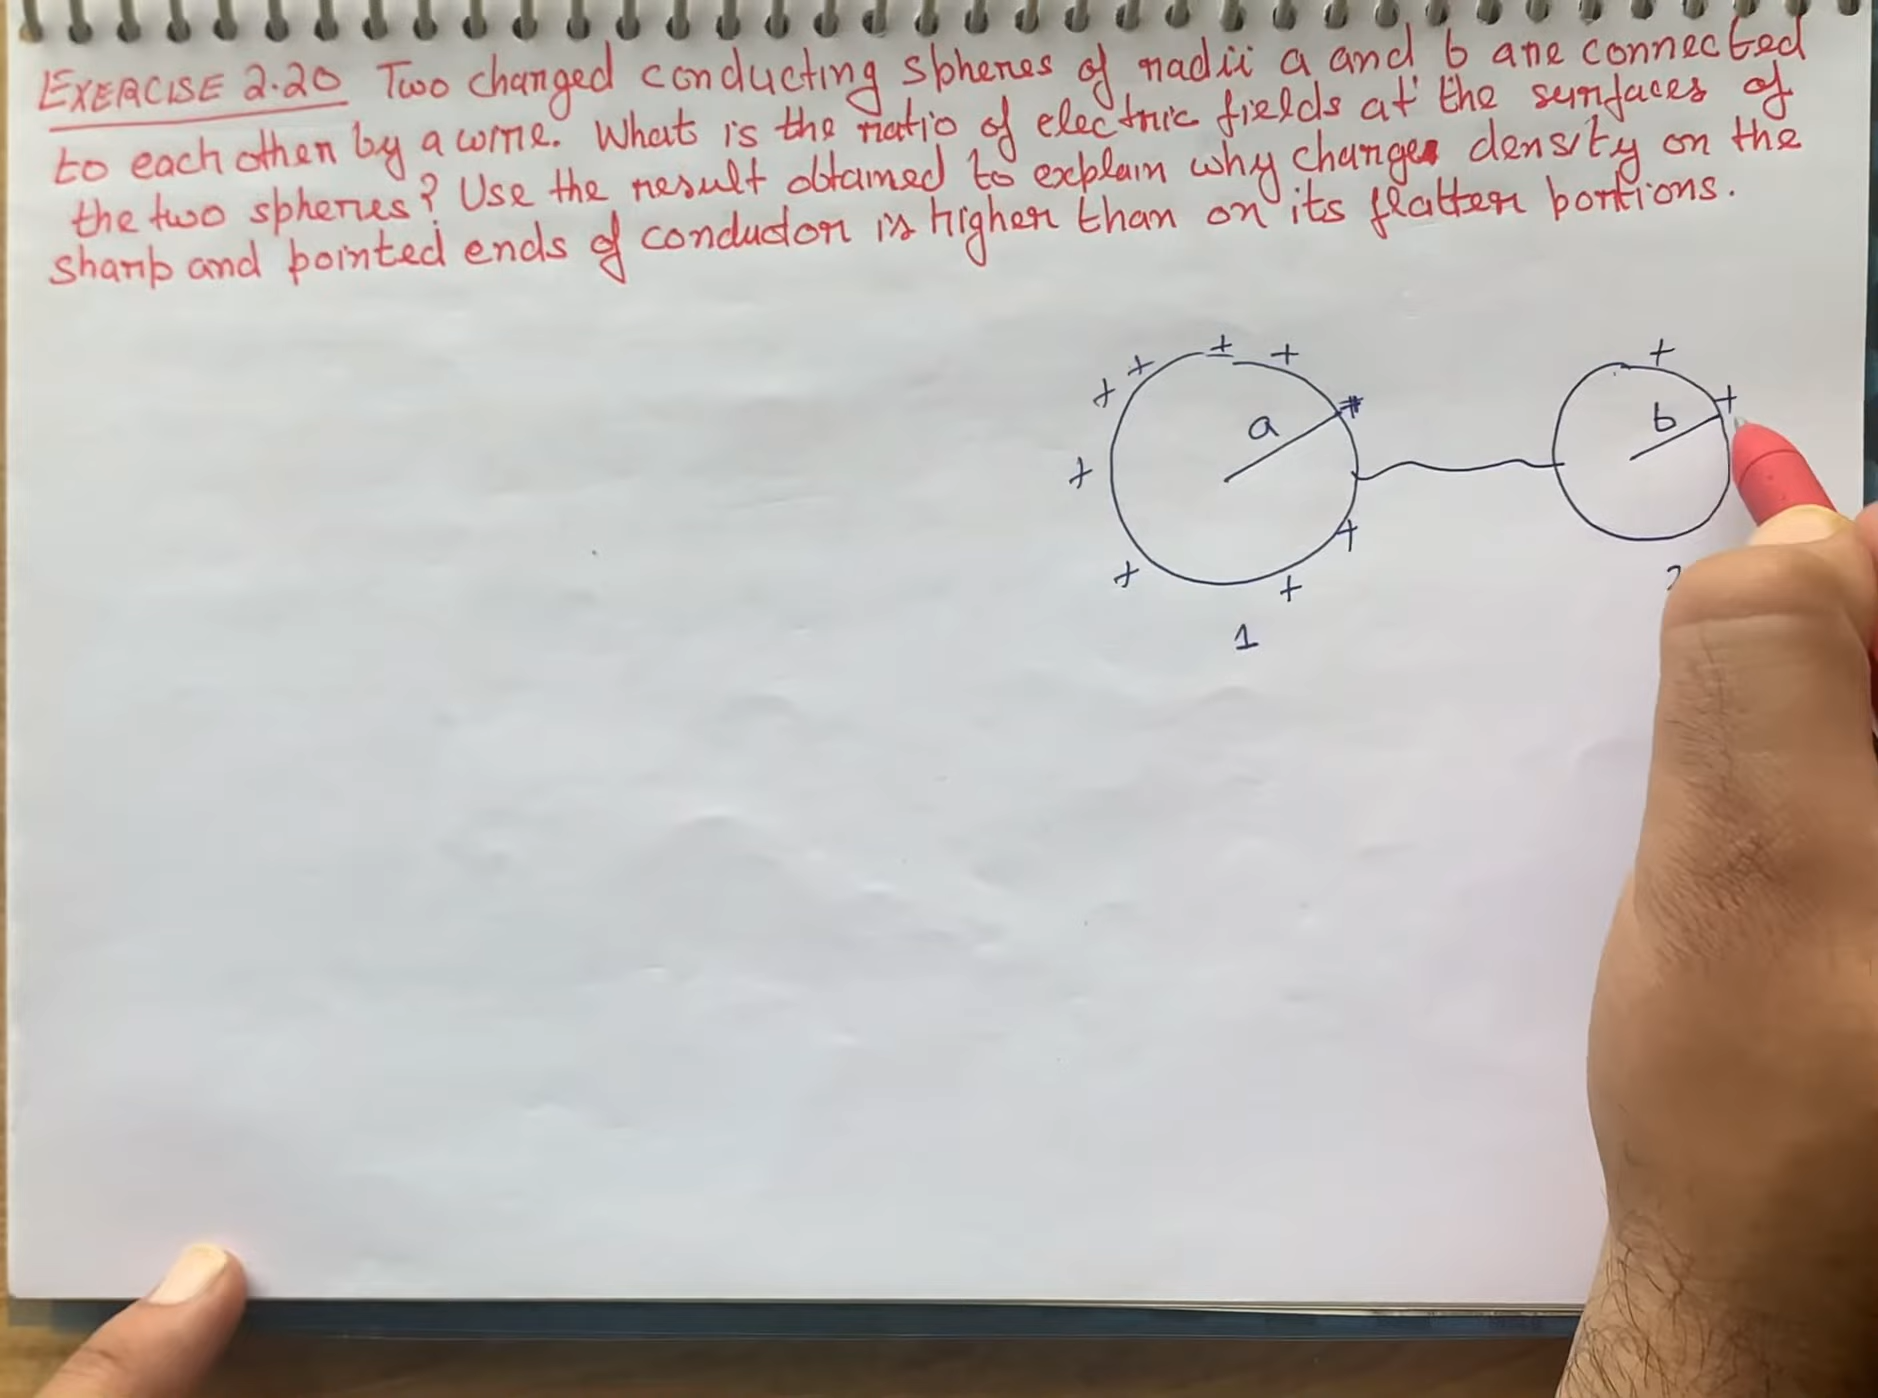 EXERCISE 2.20 Two charged conducting spheres of radii a and b are connected
to each other by a wire. What is the ratio of electric fields at the surfaces of
the two spheres? Use the result obtained to explain why charge density on the
sharp and pointed ends of conductor is higher than on its flatter portions.
+ + ± + + +
a b
+ +
+ +
1 2